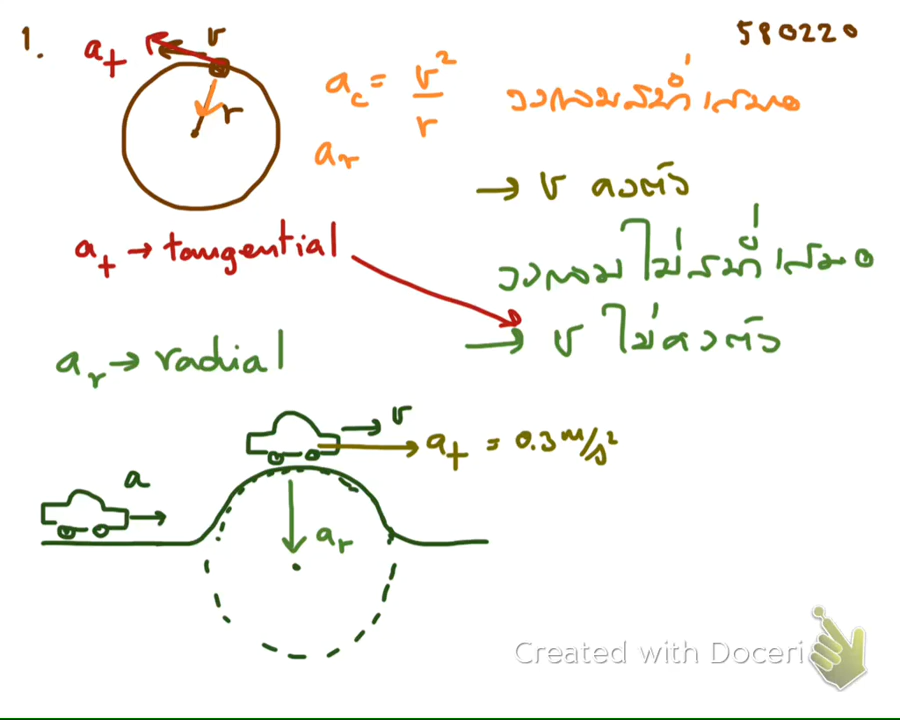 1.
580220
a_t
v
r
a_c = v²/r
วงกลมสม่ำเสมอ
a_r
→ v คงตัว
a_t → tangential
วงกลมไม่สม่ำเสมอ
→ v ไม่คงตัว
a_r → radial
v
a_t = 0.3 m/s²
a
a_r
Created with Doceri